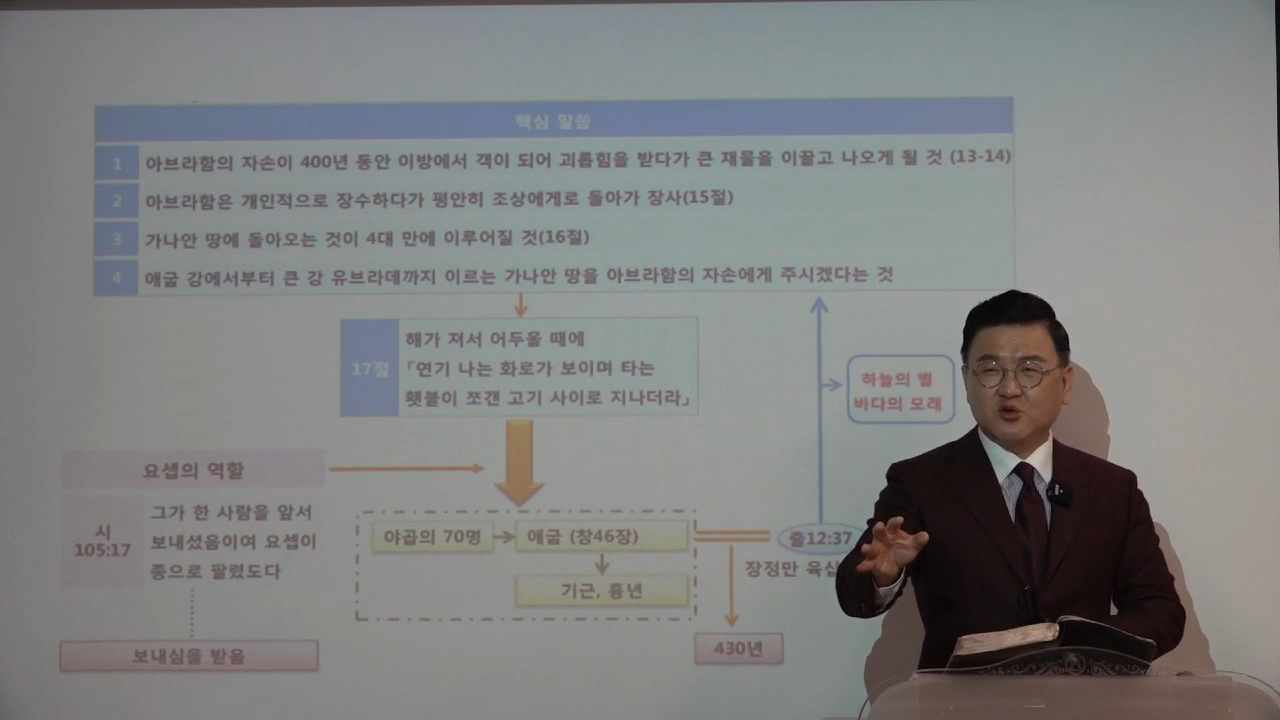 핵심 말씀
1 아브라함의 자손이 400년 동안 이방에서 객이 되어 괴롭힘을 받다가 큰 재물을 이끌고 나오게 될 것 (13-14)
2 아브라함은 개인적으로 장수하다가 평안히 조상에게로 돌아가 장사(15절)
3 가나안 땅에 돌아오는 것이 4대 만에 이루어질 것(16절)
4 애굽 강에서부터 큰 강 유브라데까지 이르는 가나안 땅을 아브라함의 자손에게 주시겠다는 것
17절
해가 져서 어두울 때에
「연기 나는 화로가 보이며 타는
횃불이 쪼갠 고기 사이로 지나더라」
하늘의 별
바다의 모래
요셉의 역할
시
105:17
그가 한 사람을 앞서
보내셨음이여 요셉이
종으로 팔렸도다
보내심을 받음
야곱의 70명
애굽 (창46장)
기근, 흉년
출12:37
장정만
430년